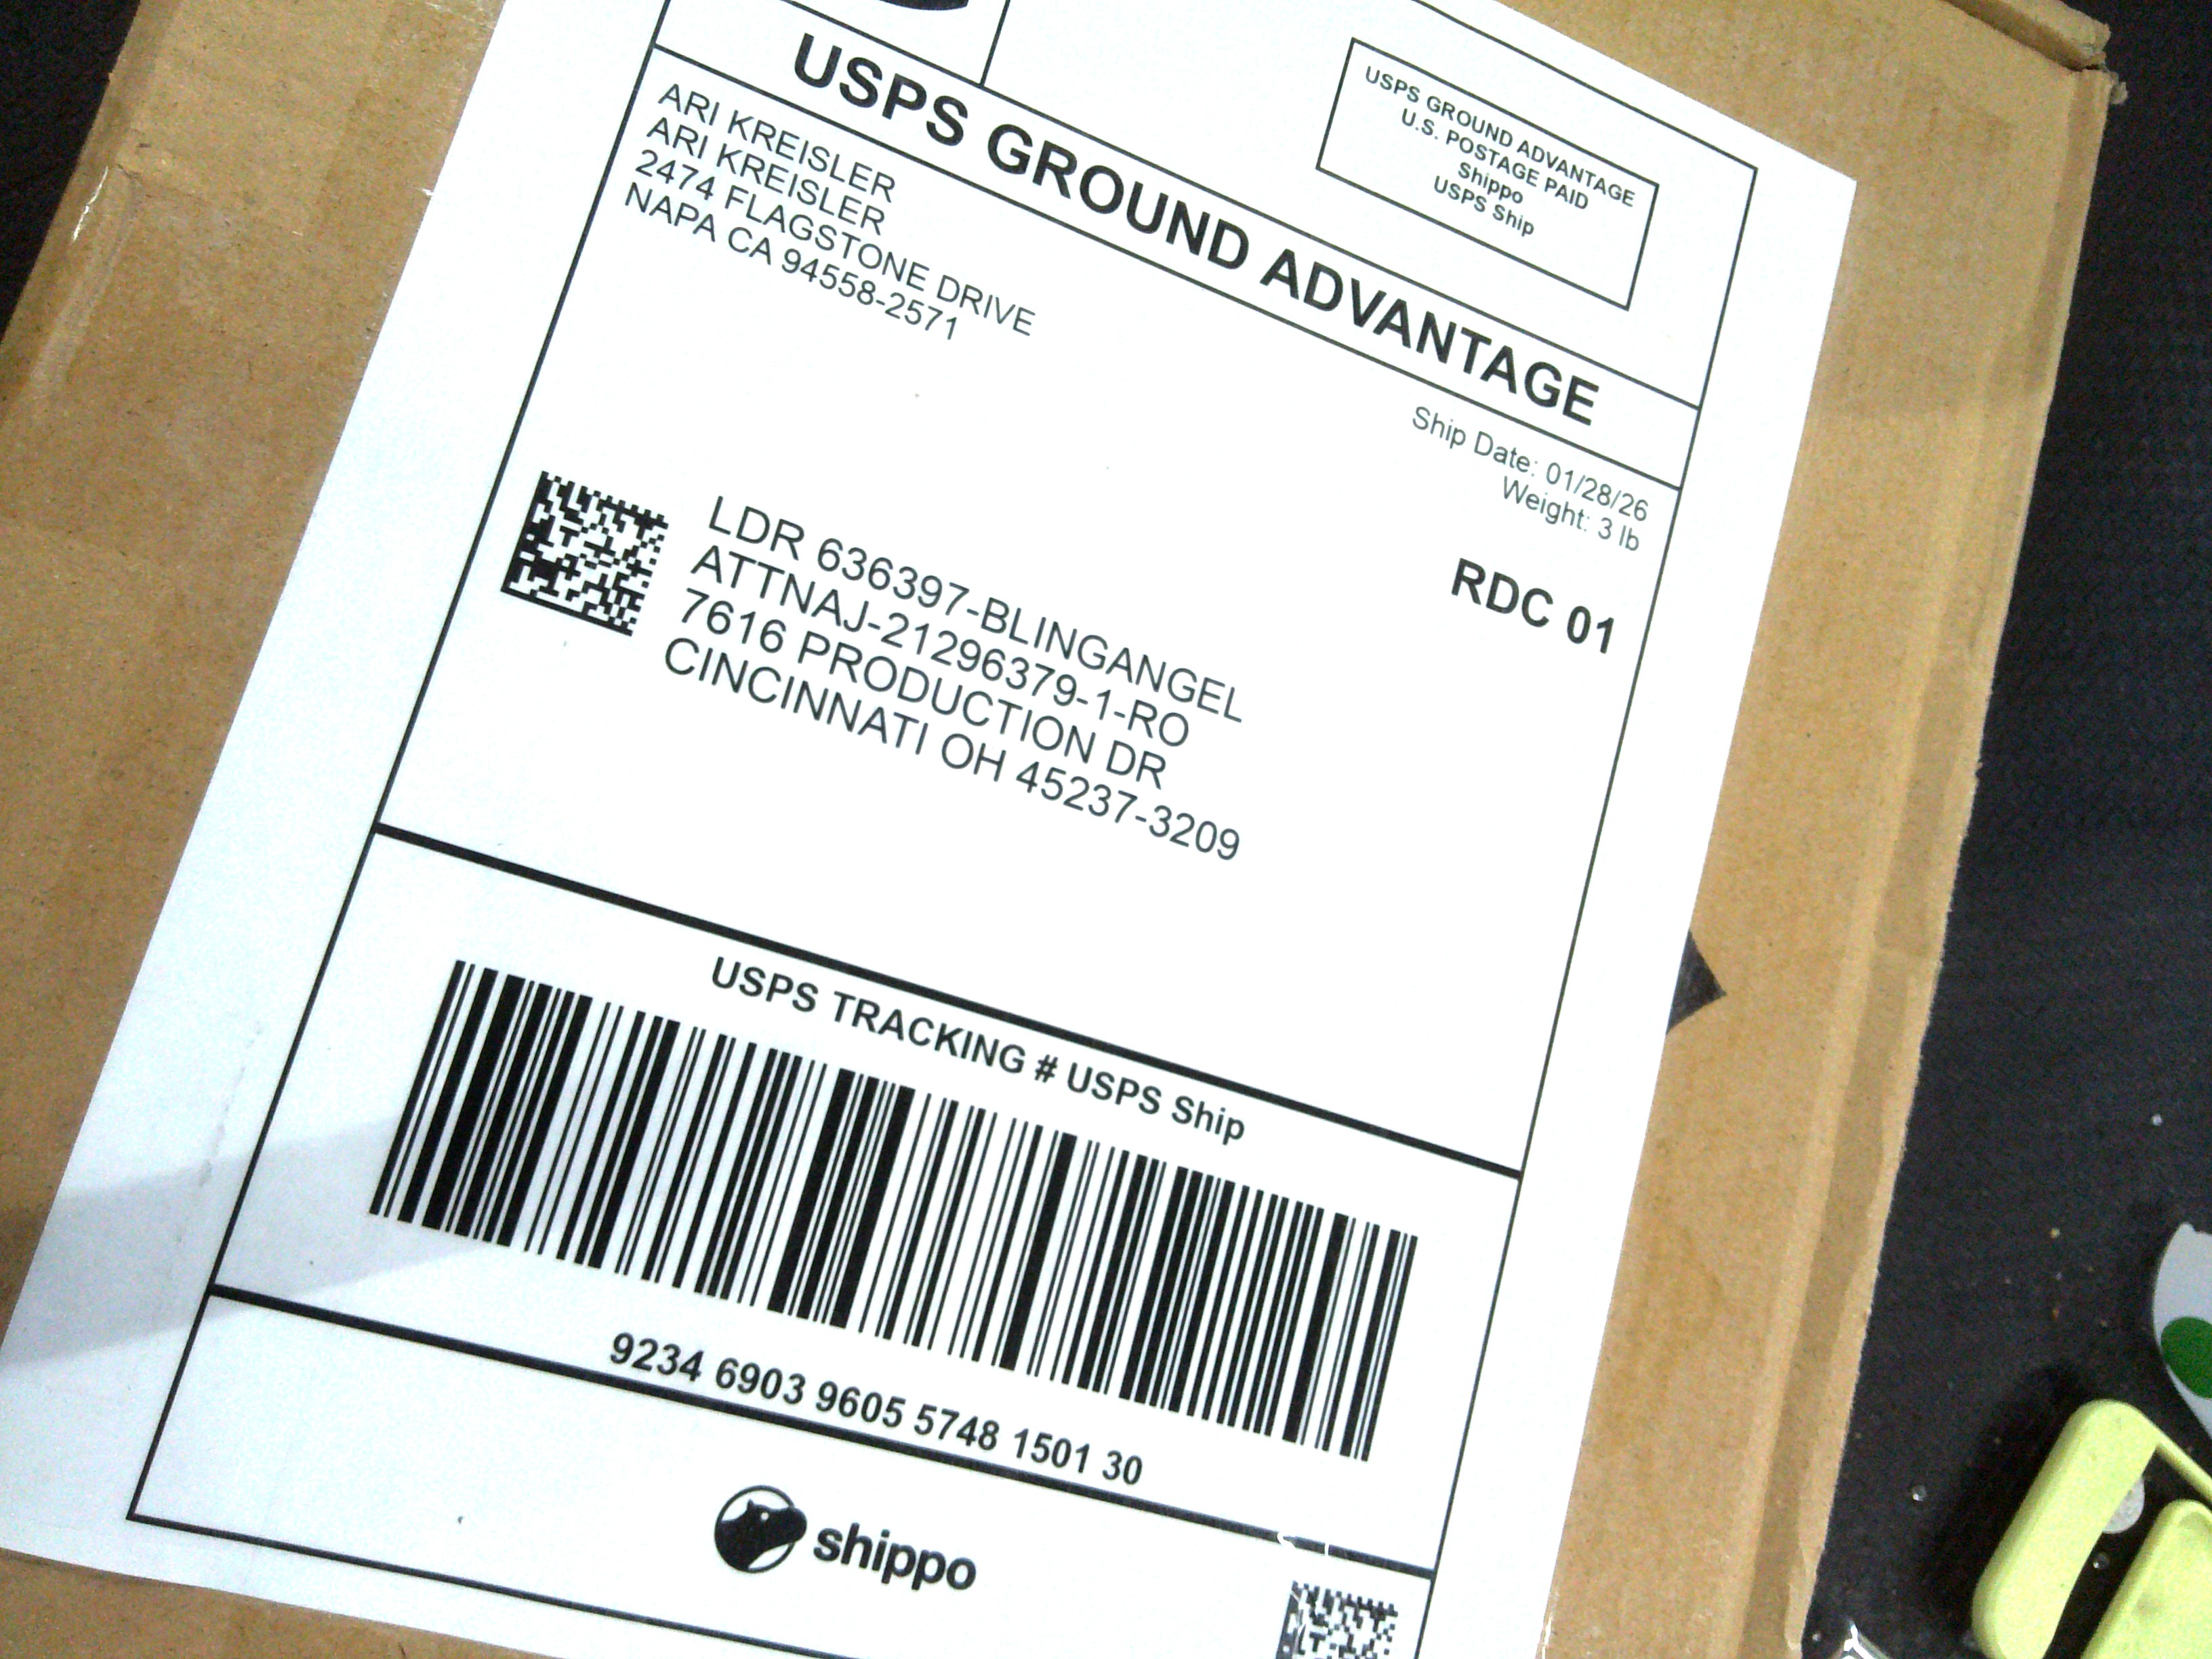 USPS GROUND ADVANTAGE
U.S. POSTAGE PAID
Shippo
USPS Ship
USPS GROUND ADVANTAGE
ARI KREISLER
ARI KREISLER
2474 FLAGSTONE DRIVE
NAPA CA 94558-2571
Ship Date: 01/28/26
Weight: 3 lb
RDC 01
LDR 636397-BLINGANGEL
ATTNAJ-21296379-1-RO
7616 PRODUCTION DR
CINCINNATI OH 45237-3209
USPS TRACKING # USPS Ship
9234 6903 9605 5748 1501 30
shippo